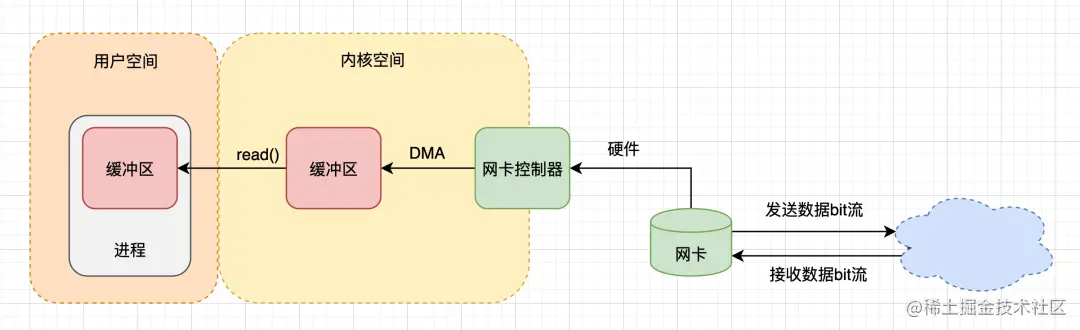 用户空间
内核空间
缓冲区
进程
read()
缓冲区
DMA
网卡控制器
硬件
网卡
发送数据bit流
接收数据bit流
@稀土掘金技术社区